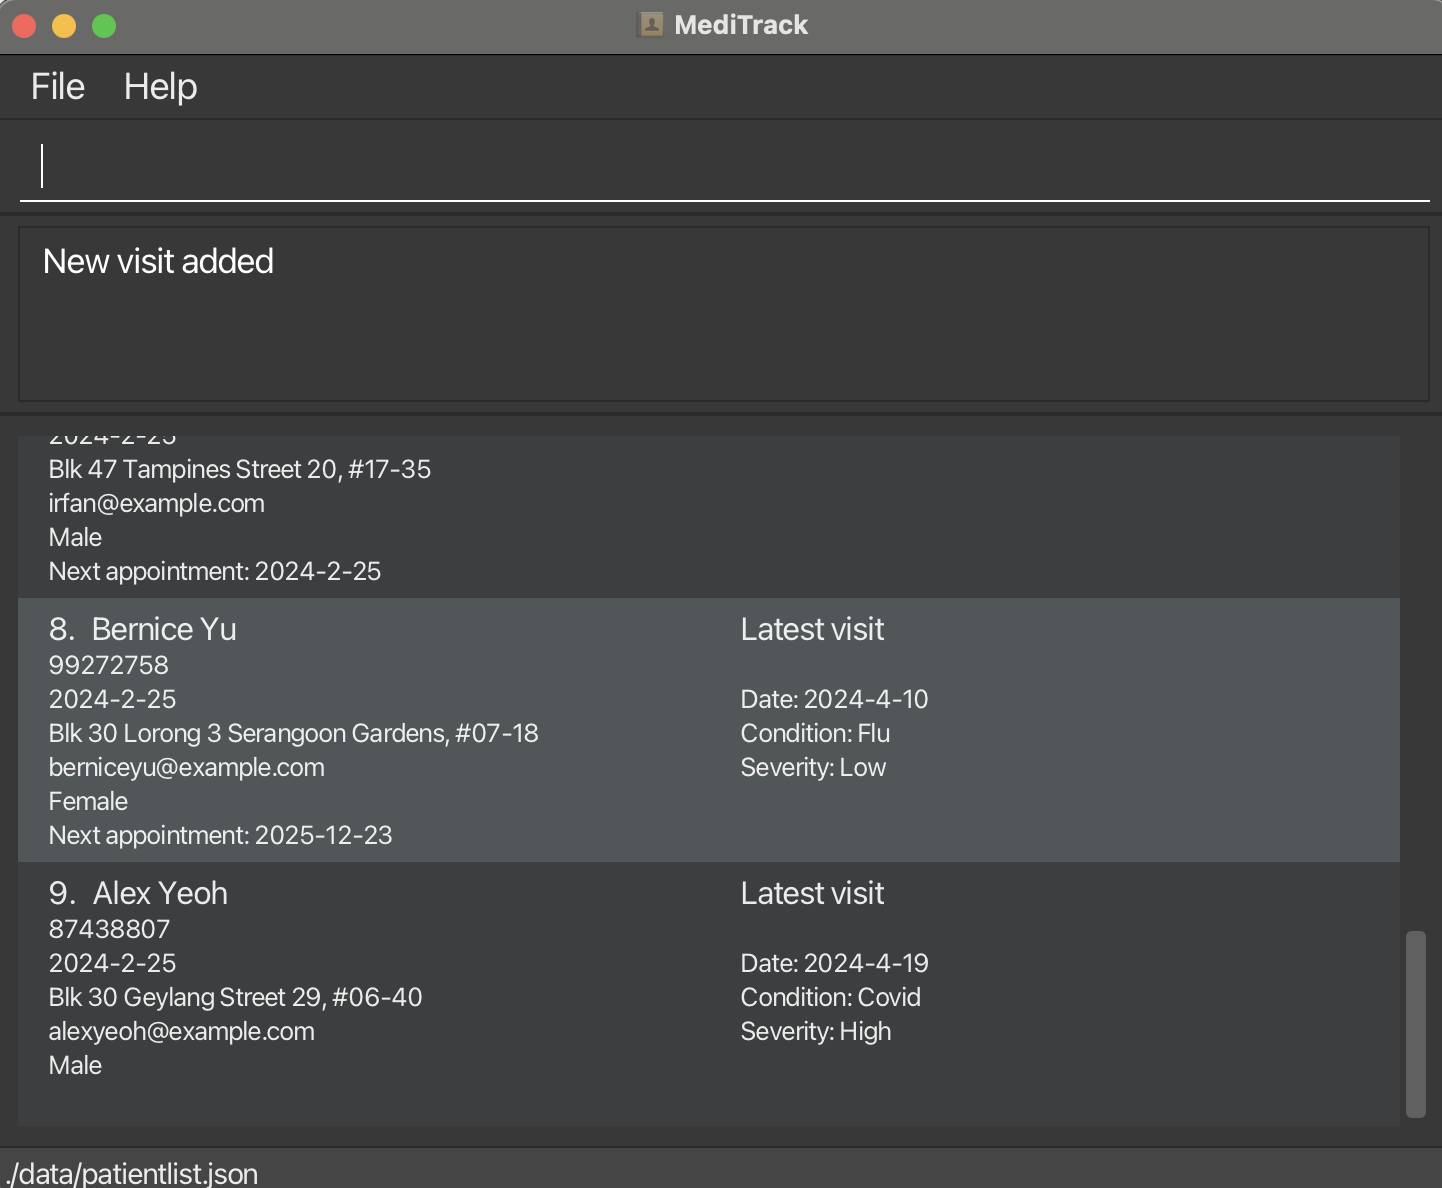 MediTrack
File Help
New visit added
2024-2-25
Blk 47 Tampines Street 20, #17-35
irfan@example.com
Male
Next appointment: 2024-2-25
8. Bernice Yu
99272758
2024-2-25
Blk 30 Lorong 3 Serangoon Gardens, #07-18
berniceyu@example.com
Female
Next appointment: 2025-12-23
Latest visit
Date: 2024-4-10
Condition: Flu
Severity: Low
9. Alex Yeoh
87438807
2024-2-25
Blk 30 Geylang Street 29, #06-40
alexyeoh@example.com
Male
Latest visit
Date: 2024-4-19
Condition: Covid
Severity: High
./data/patientlist.json